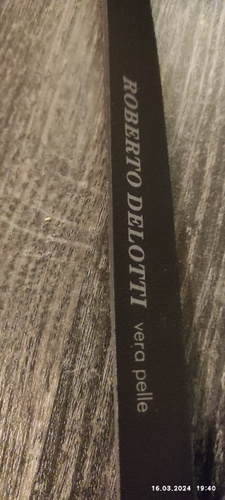 ROBERTO DELOTTI vera pelle
16.03.2024 19:40